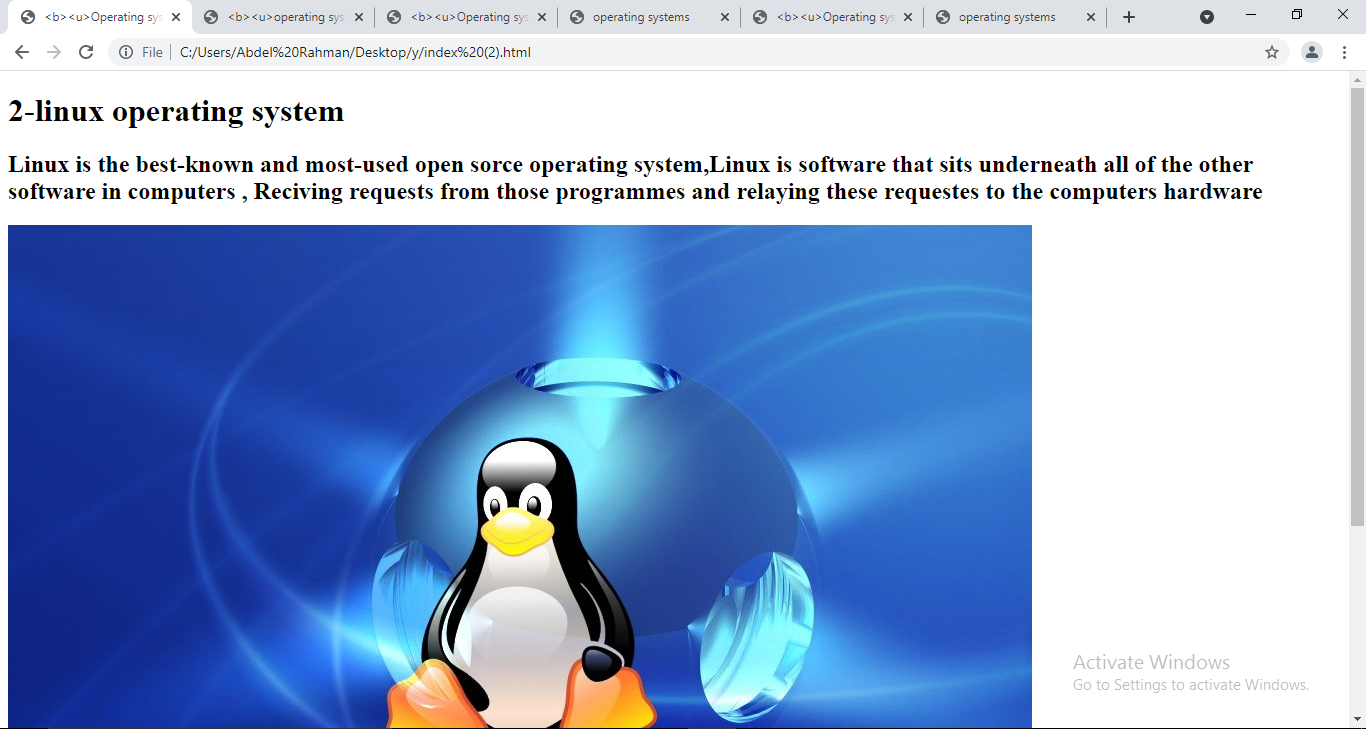 <b><u>Operating sys
<b><u>operating sys
<b><u>Operating sys
operating systems
<b><u>Operating sys
operating systems
File
C:/Users/Abdel%20Rahman/Desktop/y/index%20(2).html
2-linux operating system
Linux is the best-known and most-used open sorce operating system,Linux is software that sits underneath all of the other
software in computers , Reciving requests from those programmes and relaying these requestes to the computers hardware
Activate Windows
Go to Settings to activate Windows.